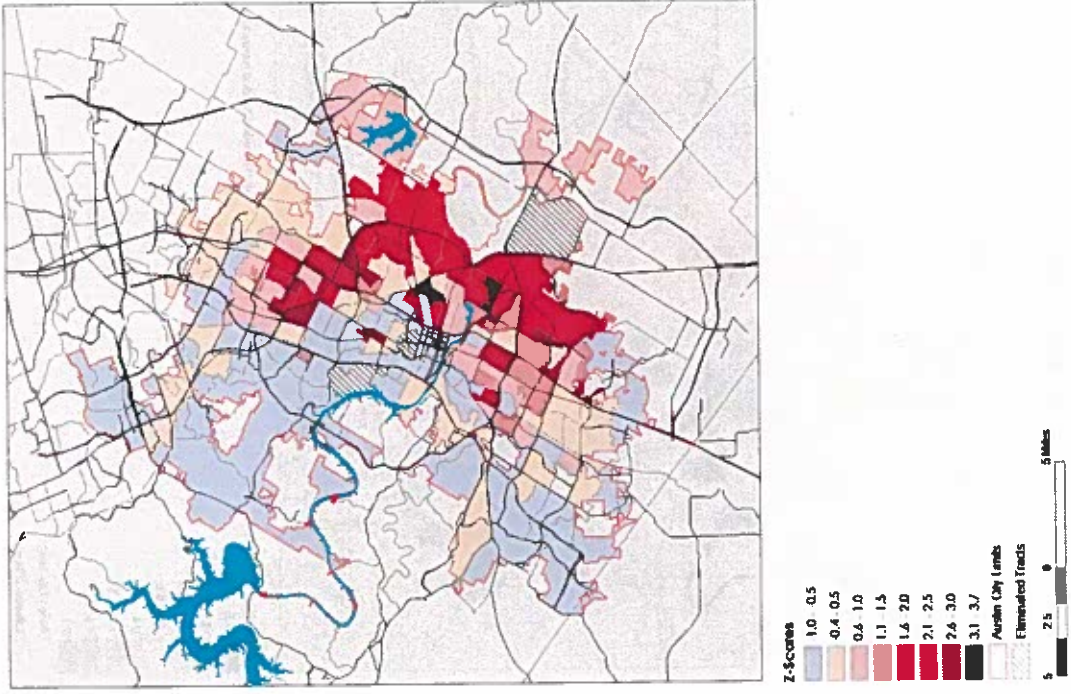 Z-Scores
1.0 - 0.5
-0.4 - 0.5
0.6 - 1.0
1.1 - 1.5
1.6 - 2.0
2.1 - 2.5
2.6 - 3.0
3.1 - 3.7
Austin City Limits
Eliminated Tracts
5 2.5 0 5 Miles